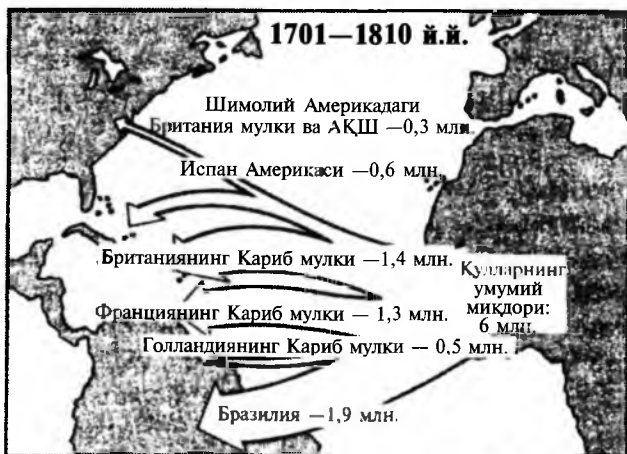 1701—1810 й.й.
Шимолий Америкадаги
Британия мулки ва АҚШ —0,3 млн.
Испан Америкаси —0,6 млн.
Британиянинг Кариб мулки —1,4 млн.
Қулларнинг
умумий
миқдори:
6 млн.
Франциянинг Кариб мулки — 1,3 млн.
Голландиянинг Кариб мулки — 0,5 млн.
Бразилия —1,9 млн.